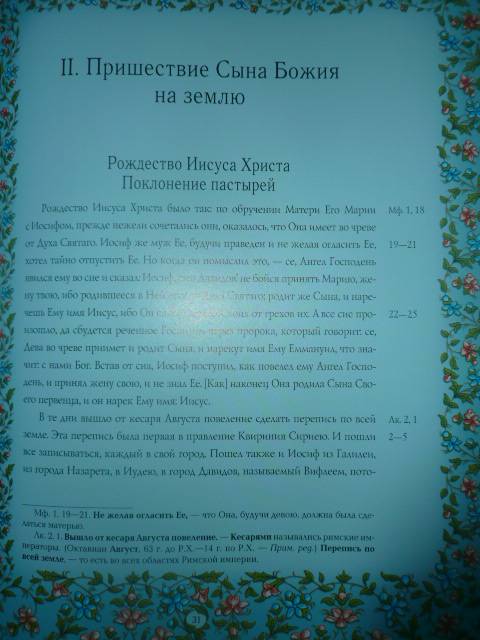 II. Пришествие Сына Божия
на землю
Рождество Иисуса Христа
Поклонение пастырей
Рождество Иисуса Христа было так: по обручении Матери Его Марии Мф. 1, 18
с Иосифом, прежде нежели сочетались они, оказалось, что Она имеет во чреве
от Духа Святаго. Иосиф же муж Ее, будучи праведен и не желая огласить Ее, 19—21
хотел тайно отпустить Ее. Но когда он помыслил это, — се, Ангел Господень
явился ему во сне и сказал: Иосиф, сын Давидов! не бойся принять Марию, же-
ну твою, ибо родившееся в Ней есть от Духа Святаго; родит же Сына, и наре-
чешь Ему имя Иисус, ибо Он спасет людей Своих от грехов их. А все сие про- 22—25
изошло, да сбудется реченное Господом через пророка, который говорит: се,
Дева во чреве приимет и родит Сына, и нарекут имя Ему Еммануил, что зна-
чит: с нами Бог. Встав от сна, Иосиф поступил, как повелел ему Ангел Госпо-
день, и принял жену свою, и не знал Ее. [Как] наконец Она родила Сына Сво-
его первенца, и он нарек Ему имя: Иисус.
В те дни вышло от кесаря Августа повеление сделать перепись по всей Лк. 2, 1
земле. Эта перепись была первая в правление Квириния Сириею. И пошли 2—5
все записываться, каждый в свой город. Пошел также и Иосиф из Галилеи,
из города Назарета, в Иудею, в город Давидов, называемый Вифлеем, пото-
Мф. 1, 19—21. Не желая огласить Ее, — что Она, будучи девою, должна была сде-
латься матерью.
Лк. 2, 1. Вышло от кесаря Августа повеление. — Кесарями назывались римские им-
ператоры. (Октавиан Август, 63 г. до Р.Х.—14 г. по Р.Х. — Прим. ред.) Перепись по
всей земле, — то есть во всех областях Римской империи.
31